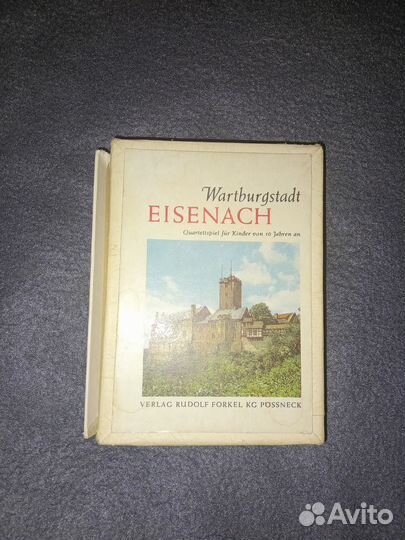 Wartburgstadt
EISENACH
Quartettspiel für Kinder von 10 Jahren an
VERLAG RUDOLF FORKEL KG PÖSSNECK
Avito